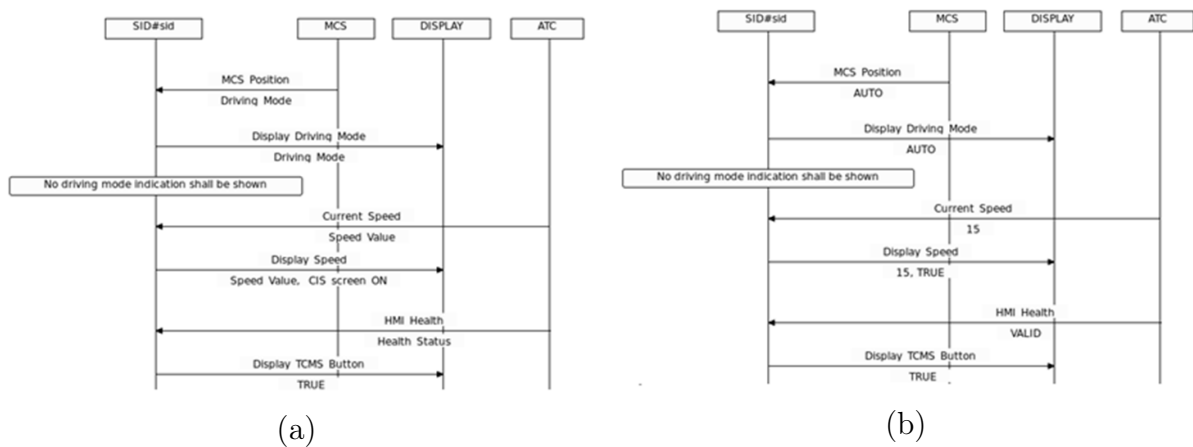 SID#sid MCS DISPLAY ATC
MCS Position
Driving Mode
Display Driving Mode
Driving Mode
No driving mode indication shall be shown
Current Speed
Speed Value
Display Speed
Speed Value, CIS screen ON
HMI Health
Health Status
Display TCMS Button
TRUE
(a)
SID#sid MCS DISPLAY ATC
MCS Position
AUTO
Display Driving Mode
AUTO
No driving mode indication shall be shown
Current Speed
15
Display Speed
15, TRUE
HMI Health
VALID
Display TCMS Button
TRUE
(b)